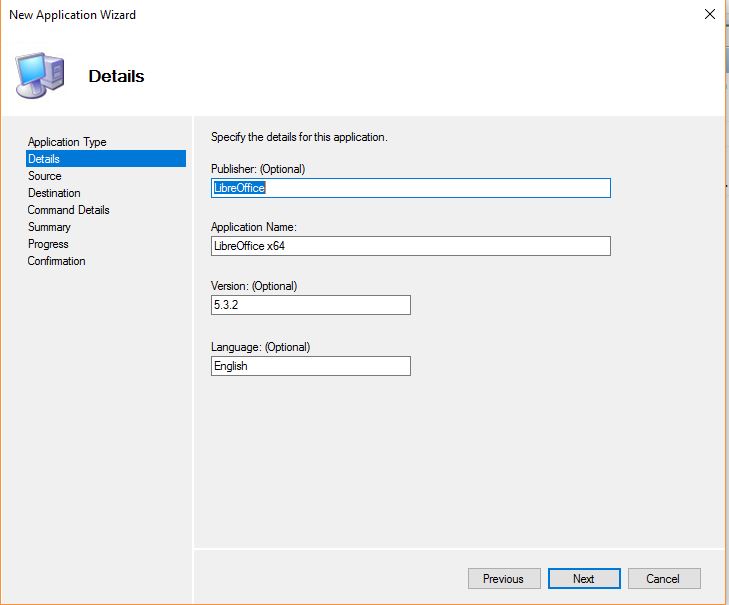 New Application Wizard
Details
Application Type
Details
Source
Destination
Command Details
Summary
Progress
Confirmation
Specify the details for this application.
Publisher: (Optional)
LibreOffice
Application Name:
LibreOffice x64
Version: (Optional)
5.3.2
Language: (Optional)
English
Previous
Next
Cancel